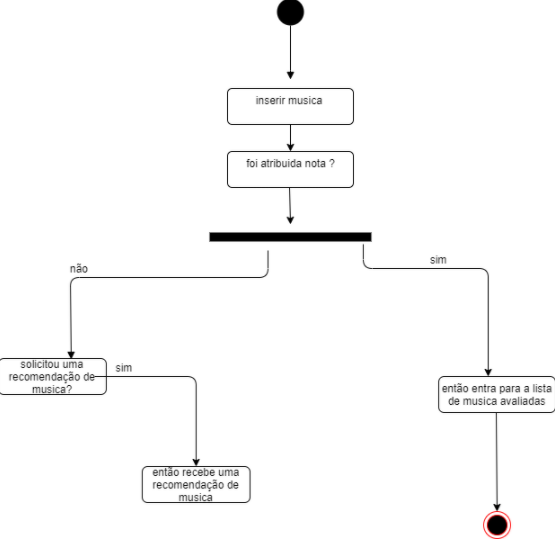 inserir musica
foi atribuida nota ?
sim
não
solicitou uma
recomendação de
musica?
sim
então entra para a lista
de musica avaliadas
então recebe uma
recomendação de
musica